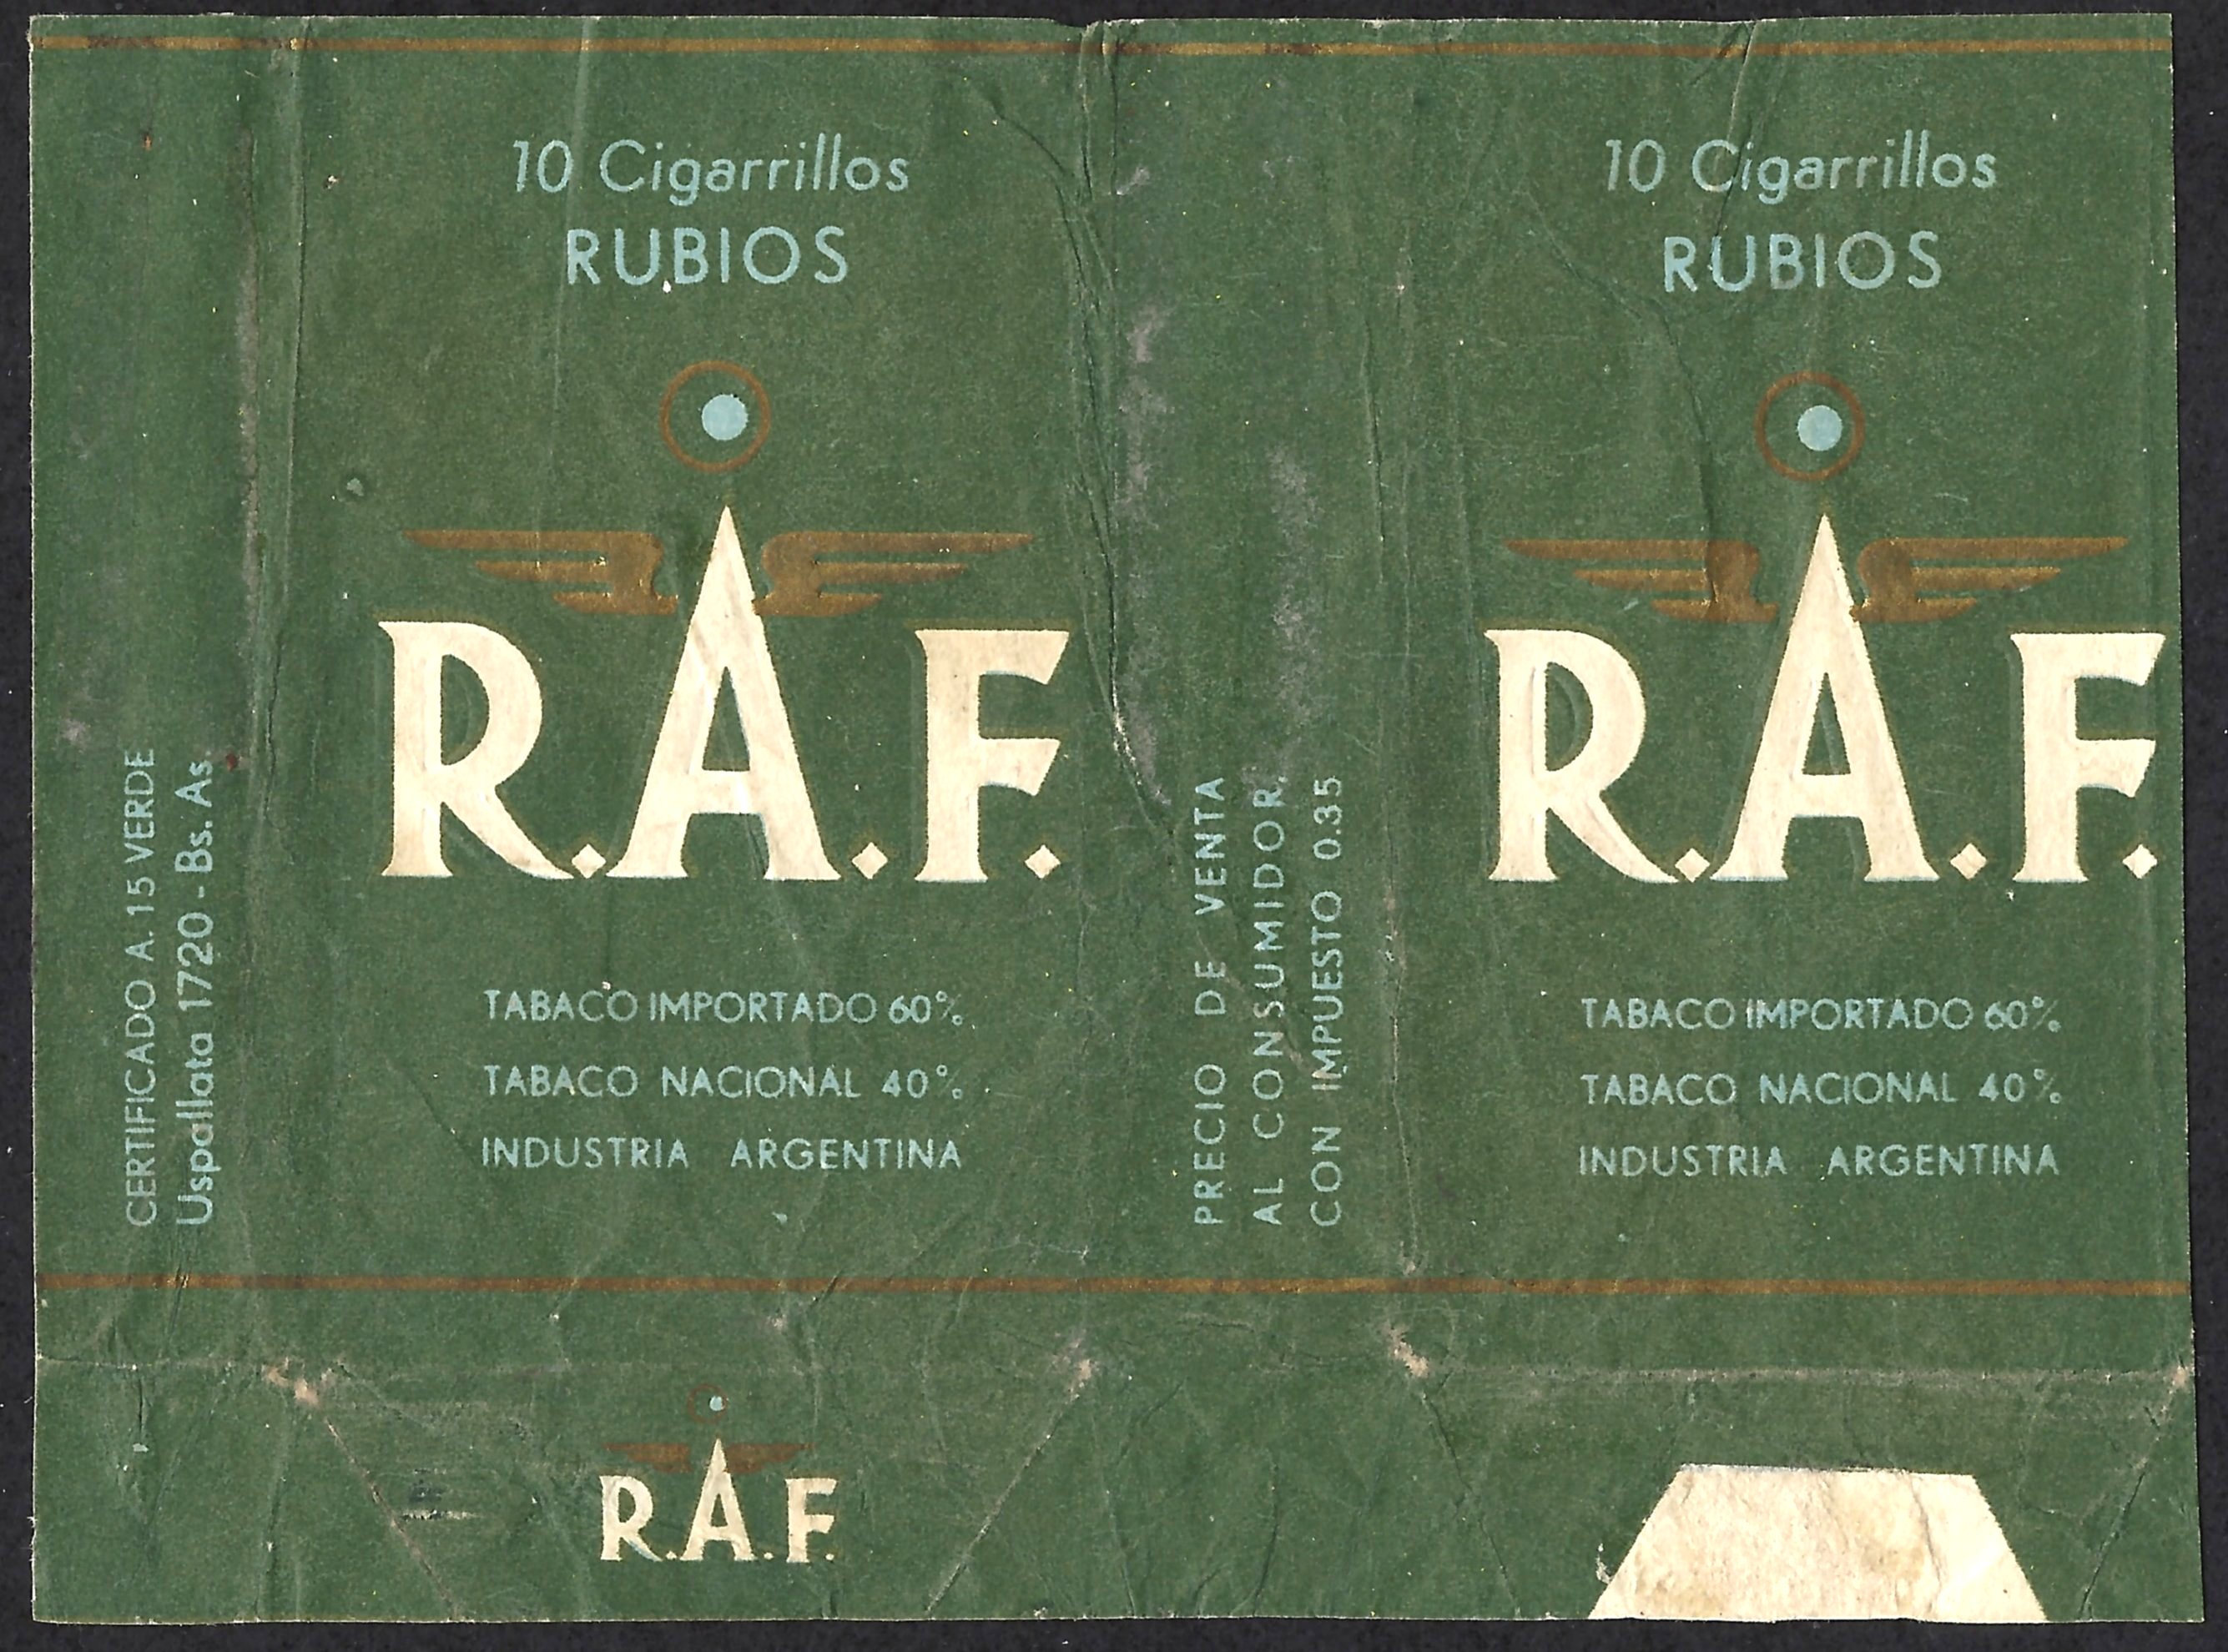 CERTIFICADO A. 15 VERDE
Uspallata 1720 - Bs. As.
10 Cigarrillos
RUBIOS
R.A.F.
TABACO IMPORTADO 60%
TABACO NACIONAL 40%
INDUSTRIA ARGENTINA
PRECIO DE VENTA
AL CONSUMIDOR,
CON IMPUESTO 0.35
10 Cigarrillos
RUBIOS
R.A.F.
TABACO IMPORTADO 60%
TABACO NACIONAL 40%
INDUSTRIA ARGENTINA
R.A.F.